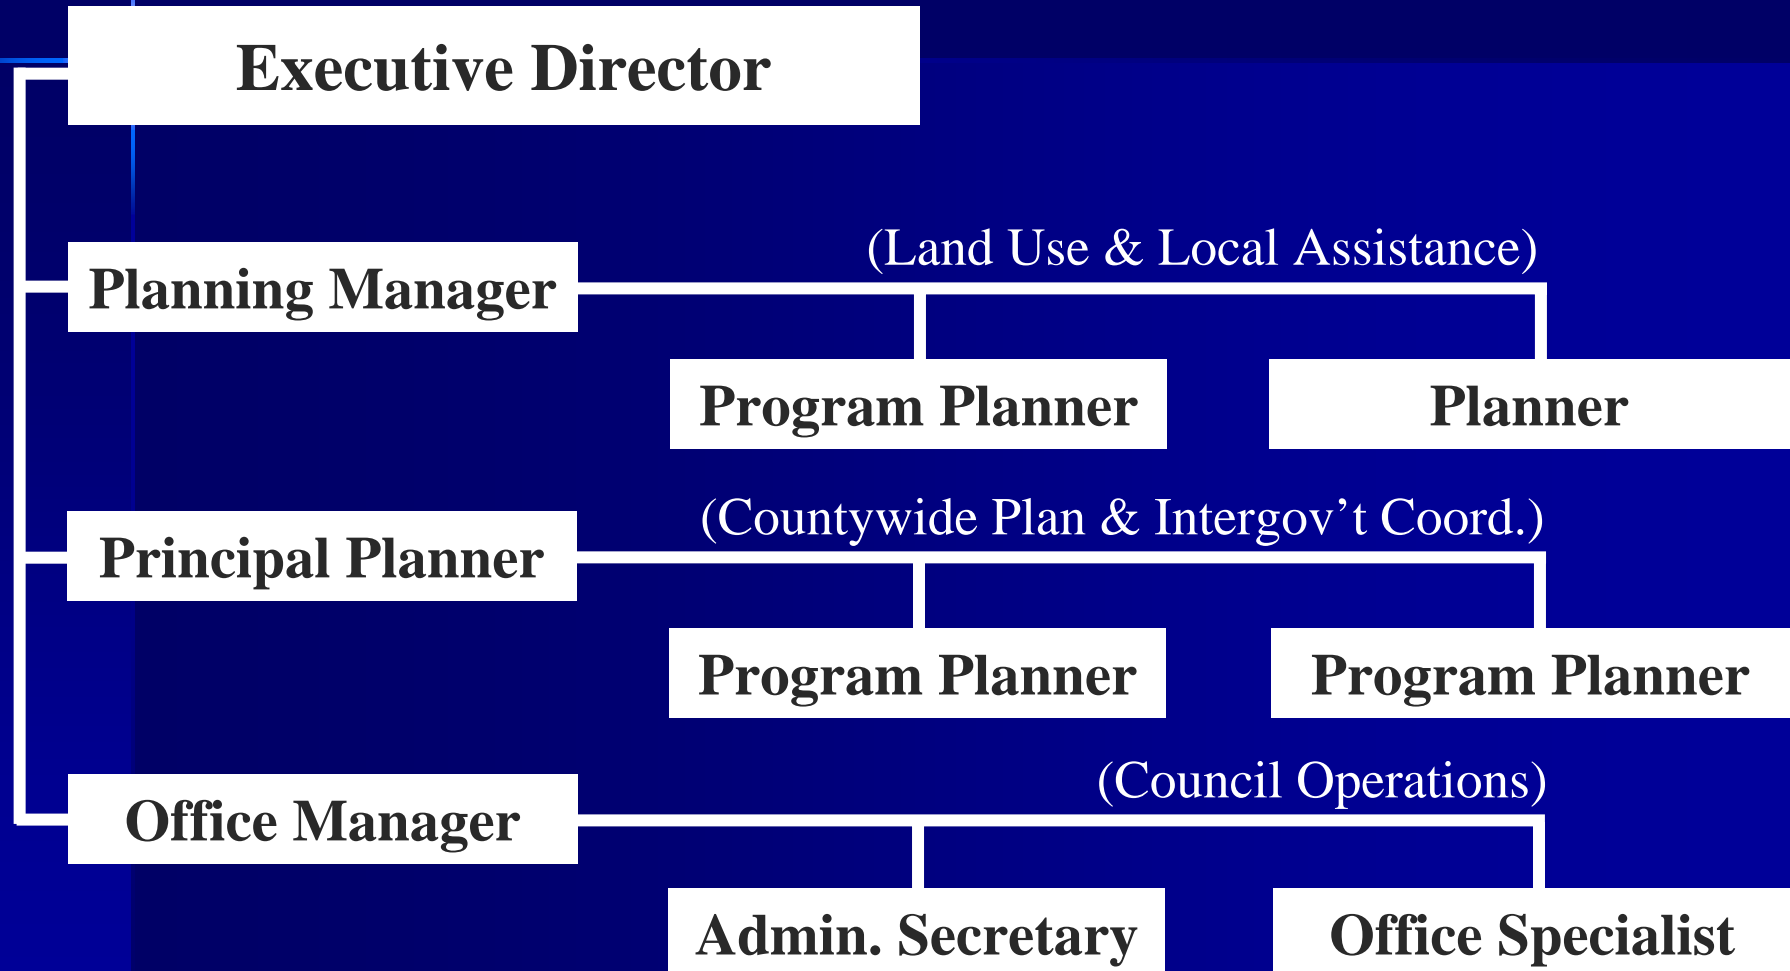 Executive Director
(Land Use & Local Assistance)
Planning Manager
Program Planner
Planner
(Countywide Plan & Intergov’t Coord.)
Principal Planner
Program Planner
Program Planner
(Council Operations)
Office Manager
Admin. Secretary
Office Specialist